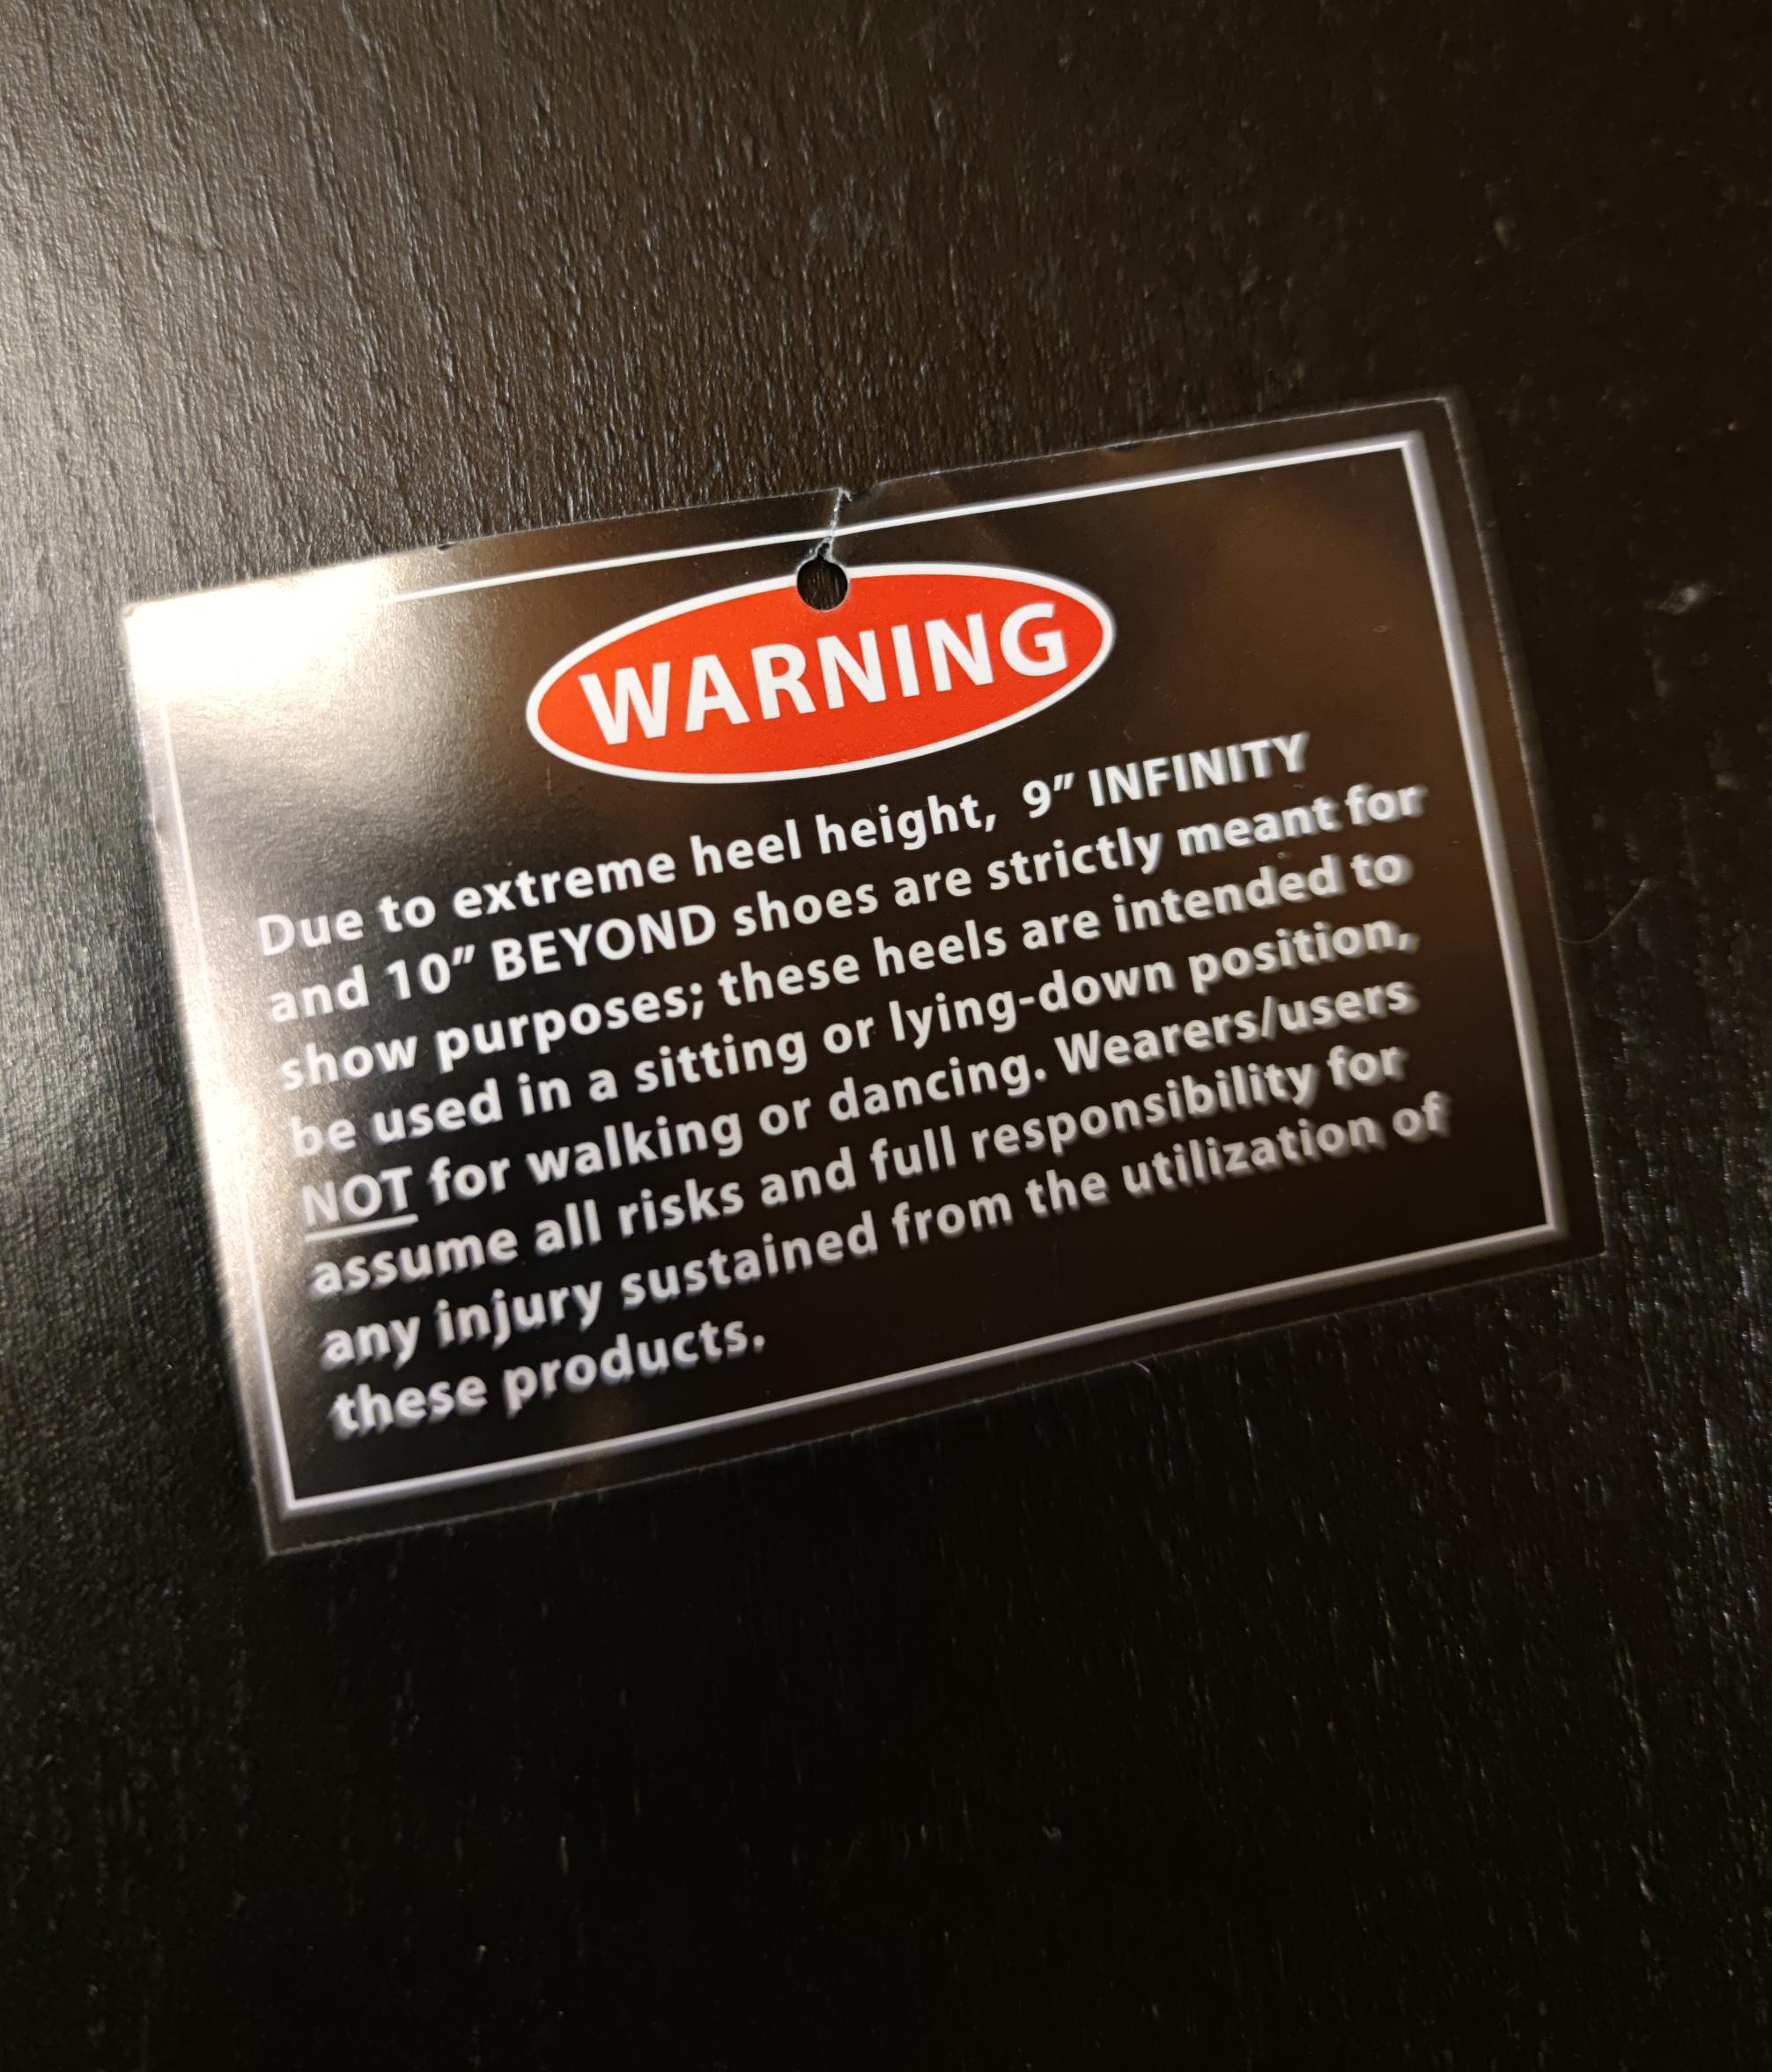 WARNING
Due to extreme heel height,  9” INFINITY
and 10” BEYOND shoes are strictly meant for
show purposes; these heels are intended to
be used in a sitting or lying-down position,
NOT for walking or dancing. Wearers/users
assume all risks and full responsibility for
any injury sustained from the utilization of
these products.